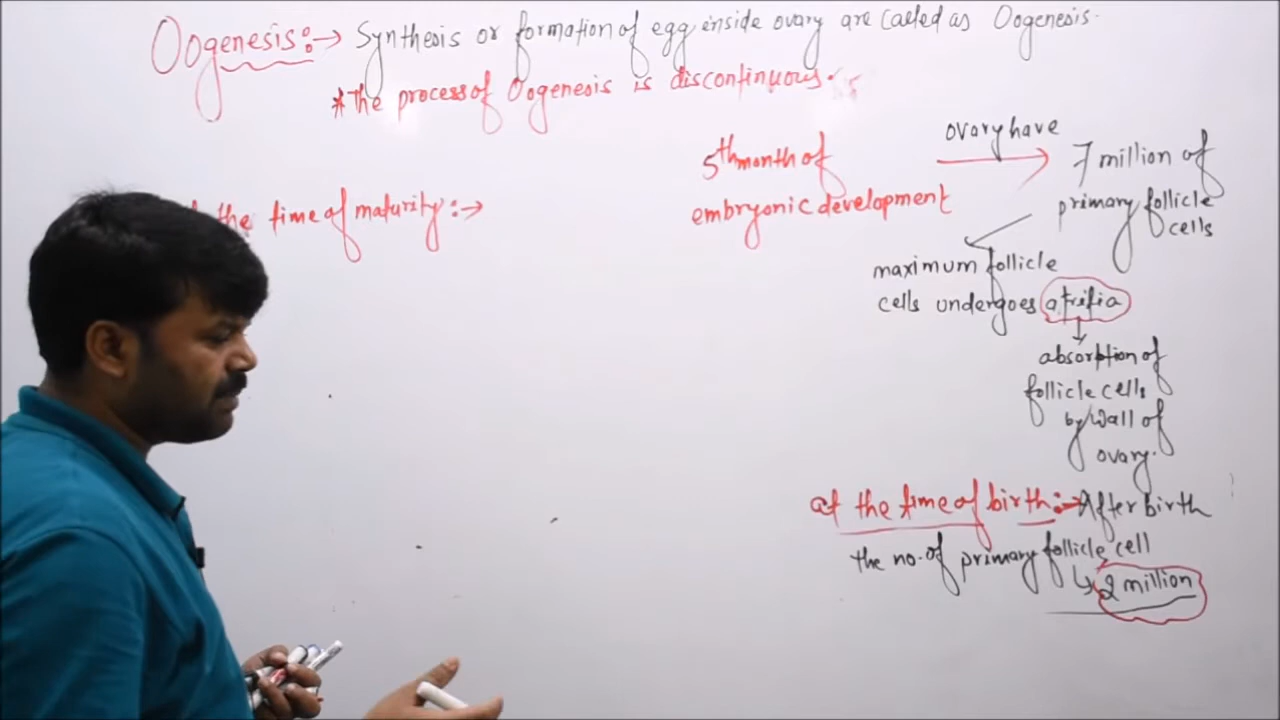 Oogenesis:→ Synthesis or formation of egg inside ovary are called as Oogenesis.
*The process of Oogenesis is discontinuous.
the time of maturity:→
5th month of
embryonic development
ovary have
7 million of
primary follicle
cells
maximum follicle
cells undergoes atrifia
absorption of
follicle cells
by wall of
ovary.
at the time of birth:→ After birth
the no. of primary follicle cell
2 million